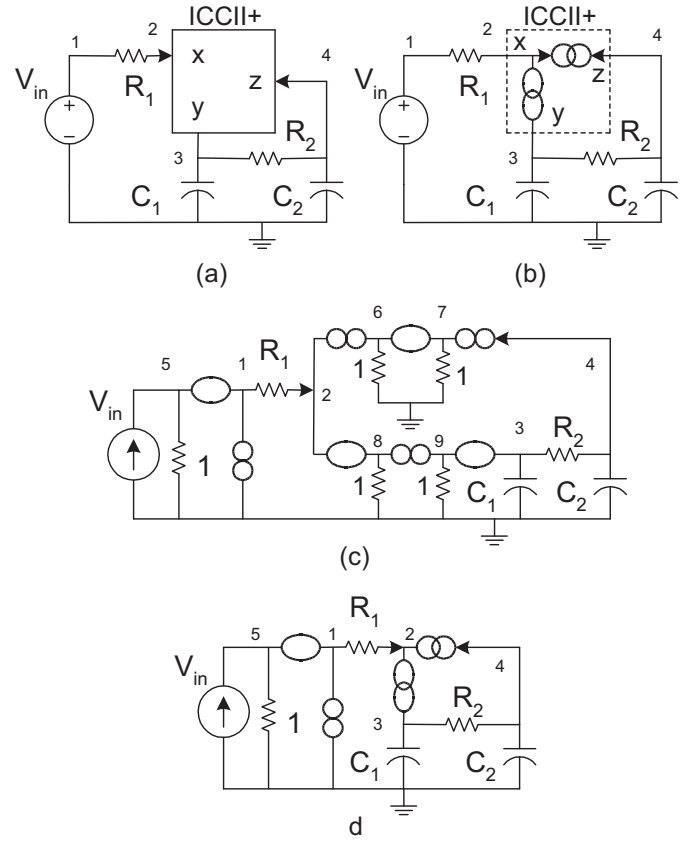 ICCII+
1
2
x
y
z
4
V_in
R_1
R_2
3
C_1
C_2
(a)
ICCII+
1
2
x
y
z
4
V_in
R_1
R_2
3
C_1
C_2
(b)
6
7
5
1
R_1
1
1
4
2
V_in
1
8
9
3
R_2
1
1
C_1
C_2
(c)
R_1
5
1
2
4
V_in
1
3
R_2
C_1
C_2
d